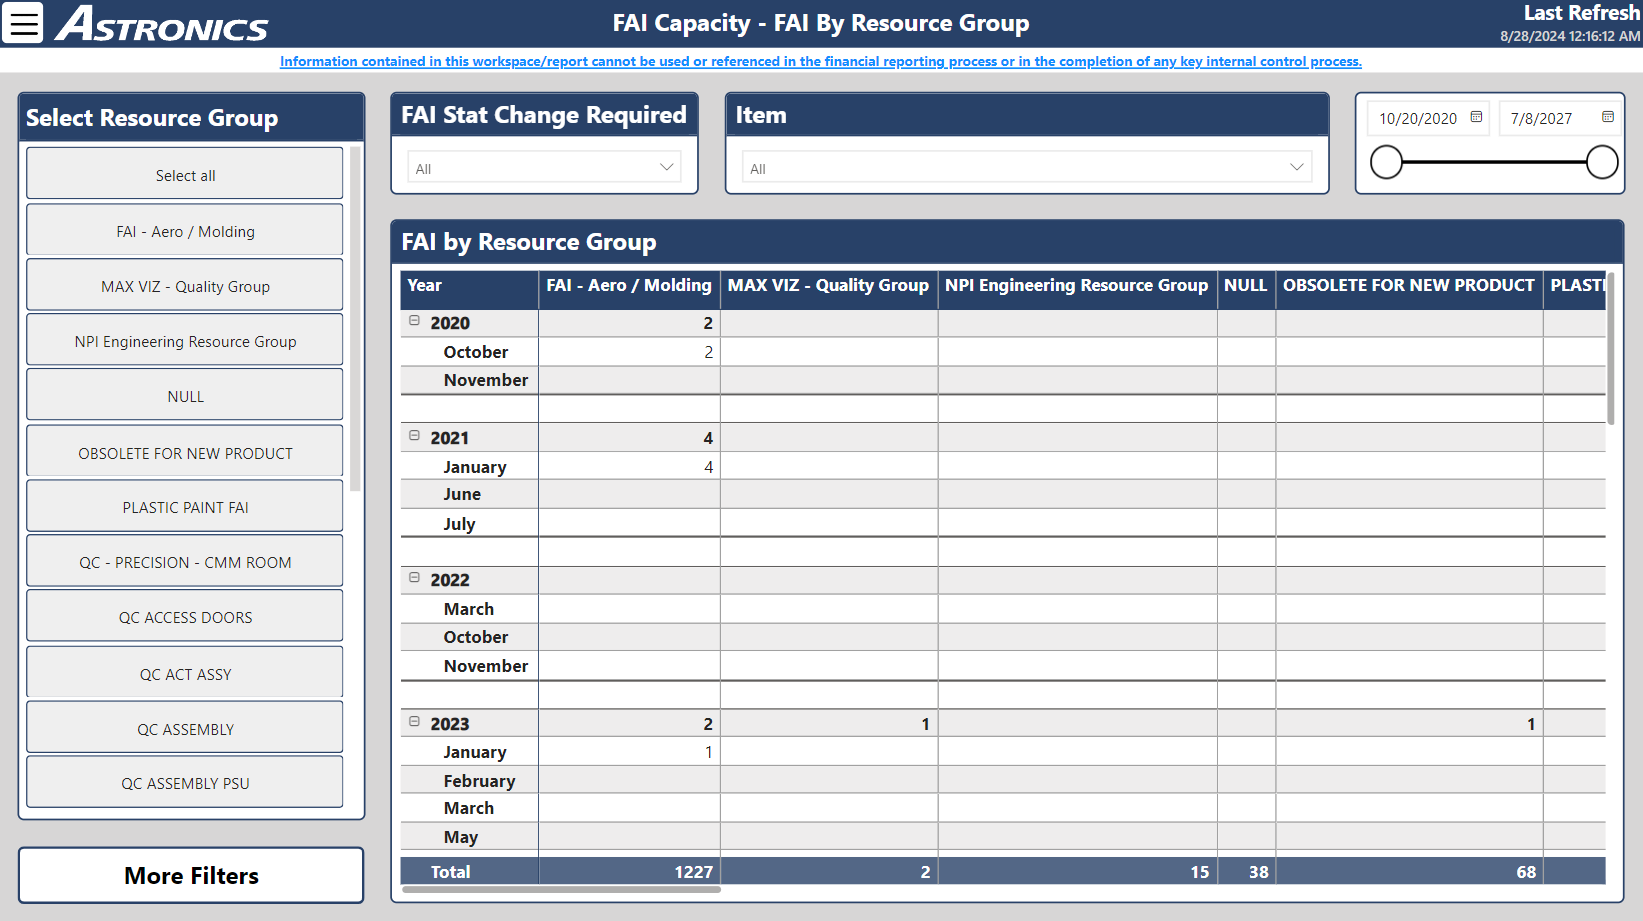 ASTRONICS
FAI Capacity - FAI By Resource Group
Last Refresh
8/28/2024 12:16:12 AM
Information contained in this workspace/report cannot be used or referenced in the financial reporting process or in the completion of any key internal control process.
Select Resource Group
Select all
FAI - Aero / Molding
MAX VIZ - Quality Group
NPI Engineering Resource Group
NULL
OBSOLETE FOR NEW PRODUCT
PLASTIC PAINT FAI
QC - PRECISION - CMM ROOM
QC ACCESS DOORS
QC ACT ASSY
QC ASSEMBLY
QC ASSEMBLY PSU
More Filters
FAI Stat Change Required
All
Item
All
10/20/2020 7/8/2027
FAI by Resource Group
Year FAI - Aero / Molding MAX VIZ - Quality Group NPI Engineering Resource Group NULL OBSOLETE FOR NEW PRODUCT PLASTI
2020 2
October 2
November
2021 4
January 4
June
July
2022
March
October
November
2023 2 1 1
January 1
February
March
May
Total 1227 2 15 38 68